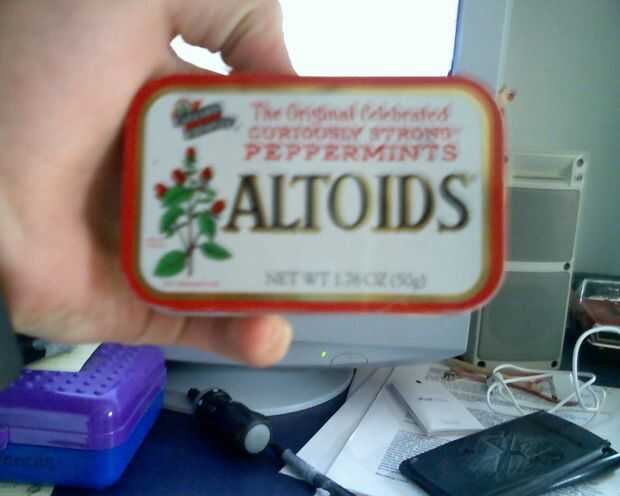 The Original Celebrated
CURIOUSLY STRONG
PEPPERMINTS
ALTOIDS
NET WT 1.76 OZ (50g)